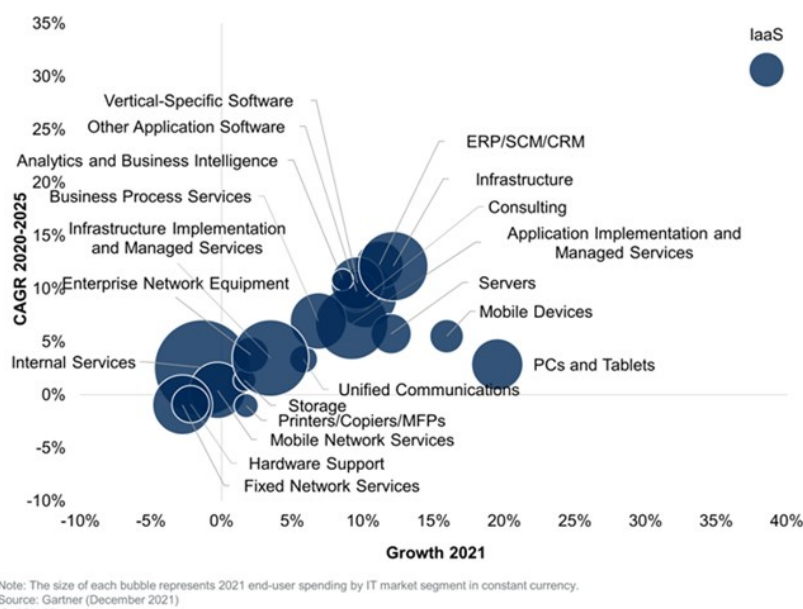 35%
IaaS
30%
Vertical-Specific Software
25%
Other Application Software
ERP/SCM/CRM
Analytics and Business Intelligence
20%
Infrastructure
Business Process Services
Consulting
Infrastructure Implementation
and Managed Services
15%
Application Implementation and
Managed Services
Enterprise Network Equipment
10%
Servers
Mobile Devices
5%
Internal Services
PCs and Tablets
Unified Communications
0%
Storage
Printers/Copiers/MFPs
Mobile Network Services
-5%
Hardware Support
Fixed Network Services
-10%
CAGR 2020-2025
-10%
-5%
0%
5%
10%
15%
20%
25%
30%
35%
40%
Growth 2021
Note: The size of each bubble represents 2021 end-user spending by IT market segment in constant currency.
Source: Gartner (December 2021)